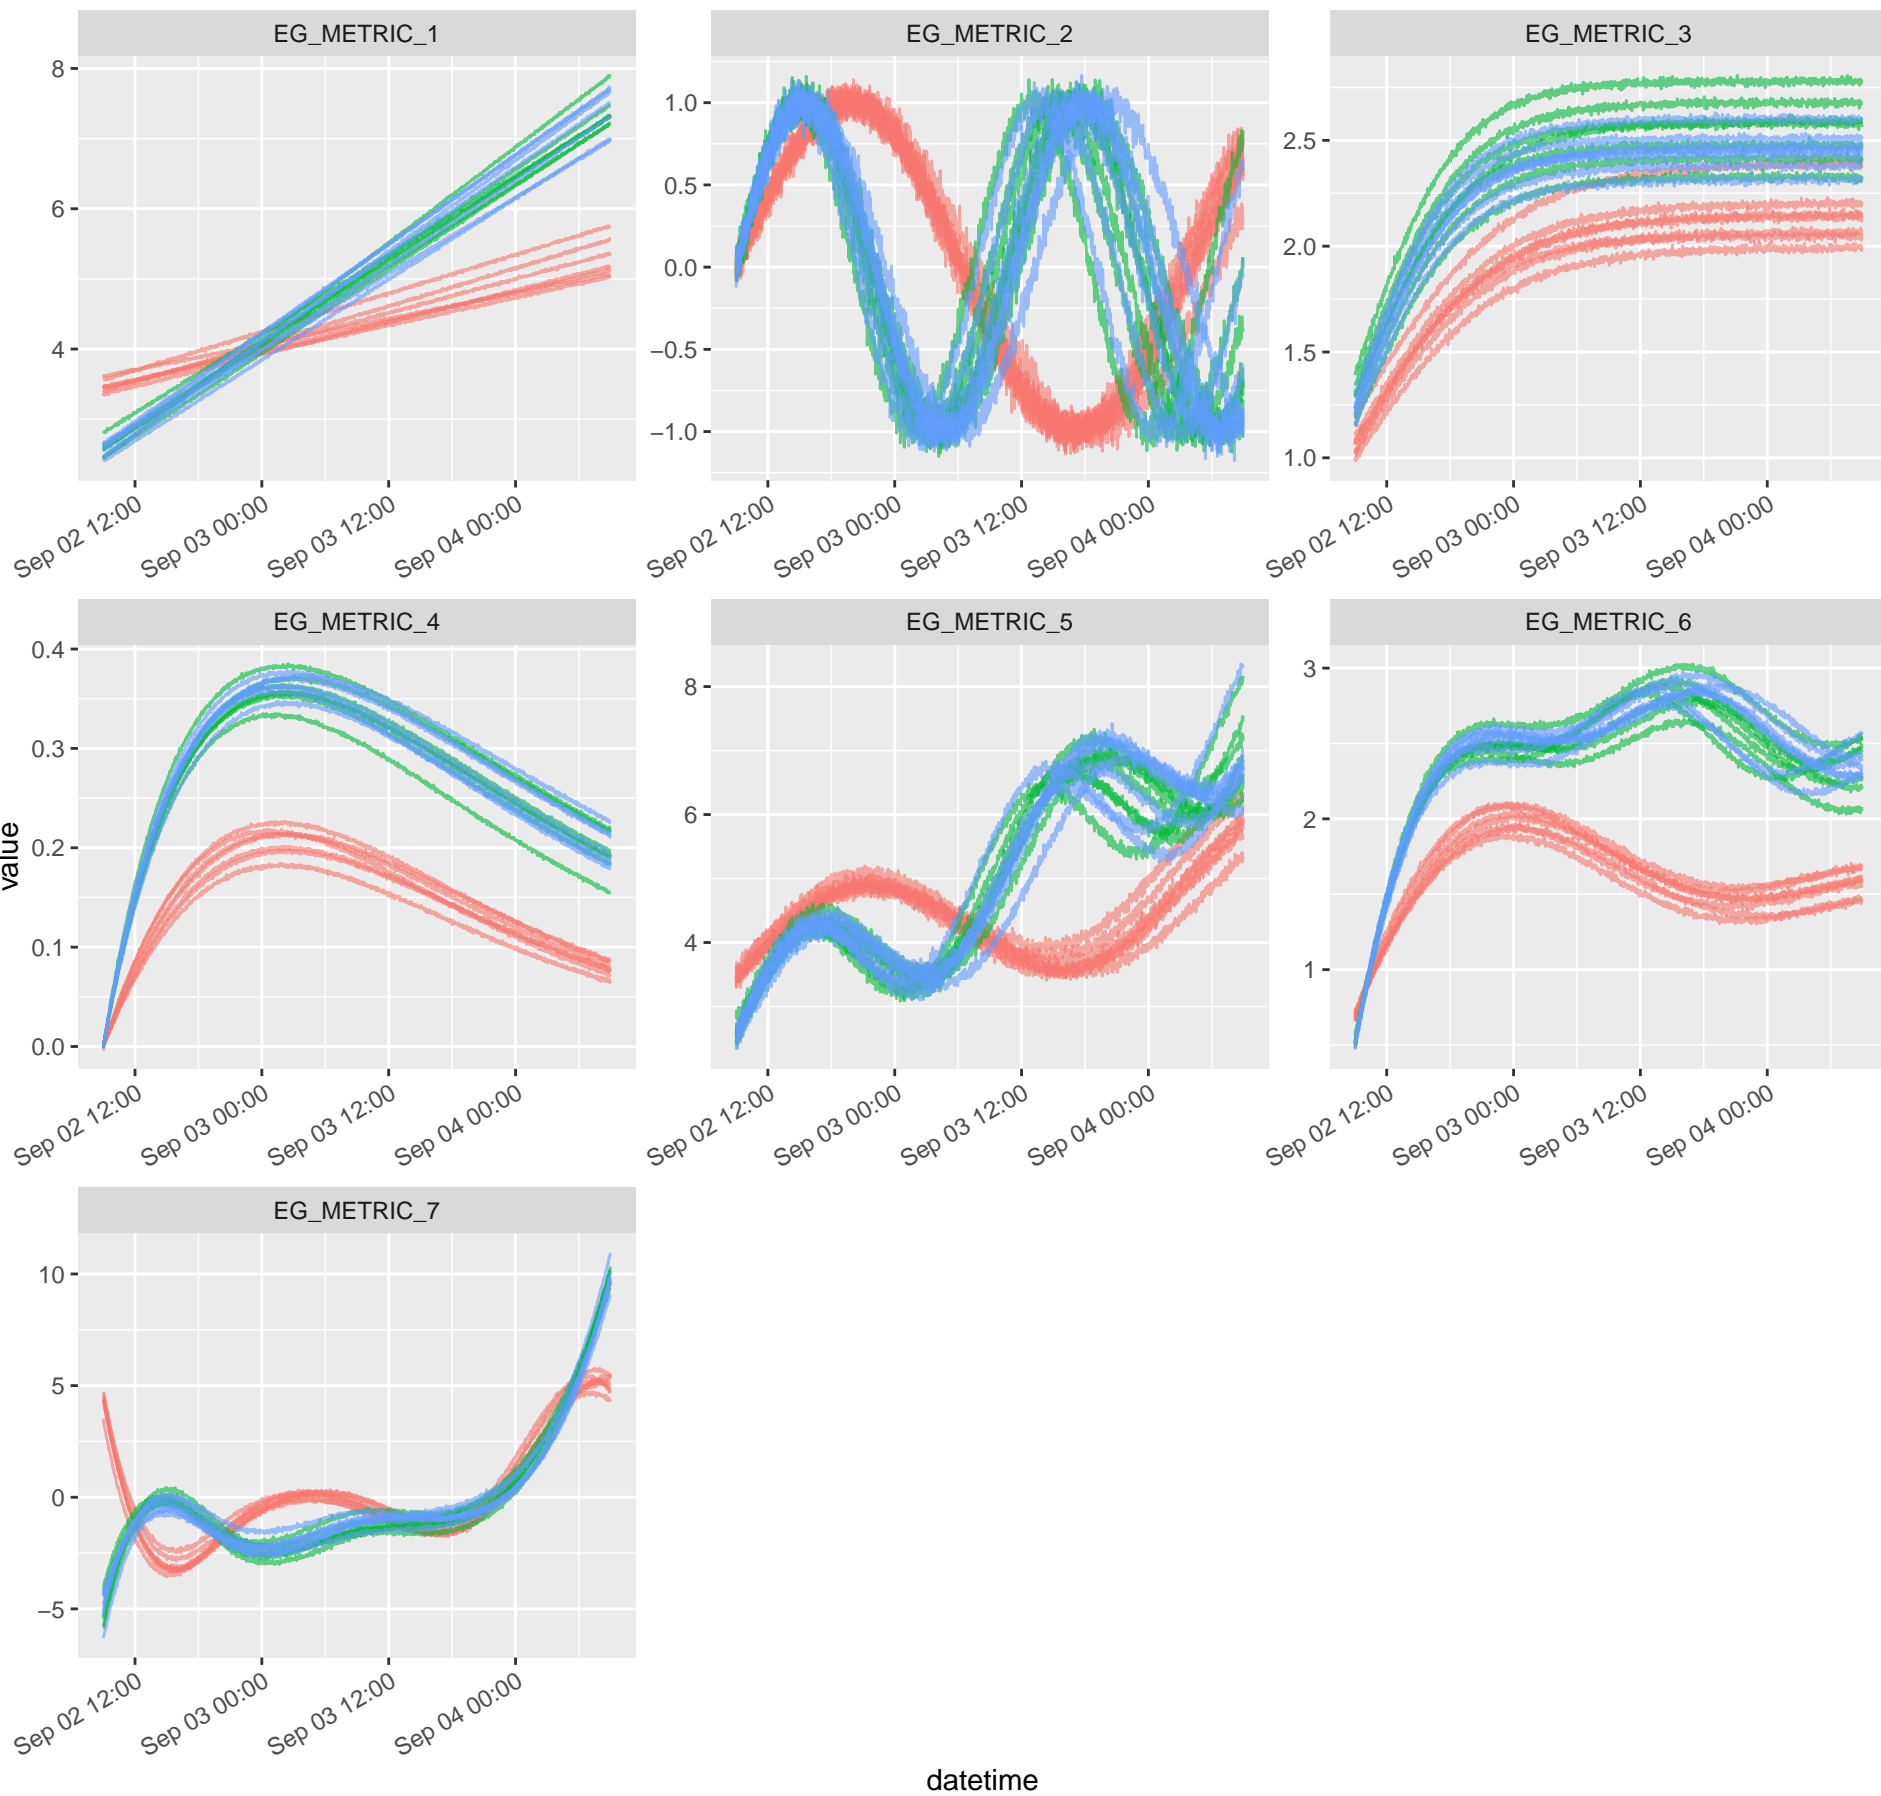 EG_METRIC_1 EG_METRIC_2 EG_METRIC_3
8
6
4
Sep 02 12:00 Sep 03 00:00 Sep 03 12:00 Sep 04 00:00
1.0
0.5
0.0
−0.5
−1.0
Sep 02 12:00 Sep 03 00:00 Sep 03 12:00 Sep 04 00:00
2.5
2.0
1.5
1.0
Sep 02 12:00 Sep 03 00:00 Sep 03 12:00 Sep 04 00:00
value
EG_METRIC_4 EG_METRIC_5 EG_METRIC_6
0.4
0.3
0.2
0.1
0.0
Sep 02 12:00 Sep 03 00:00 Sep 03 12:00 Sep 04 00:00
8
6
4
Sep 02 12:00 Sep 03 00:00 Sep 03 12:00 Sep 04 00:00
3
2
1
Sep 02 12:00 Sep 03 00:00 Sep 03 12:00 Sep 04 00:00
EG_METRIC_7
10
5
0
−5
Sep 02 12:00 Sep 03 00:00 Sep 03 12:00 Sep 04 00:00
datetime